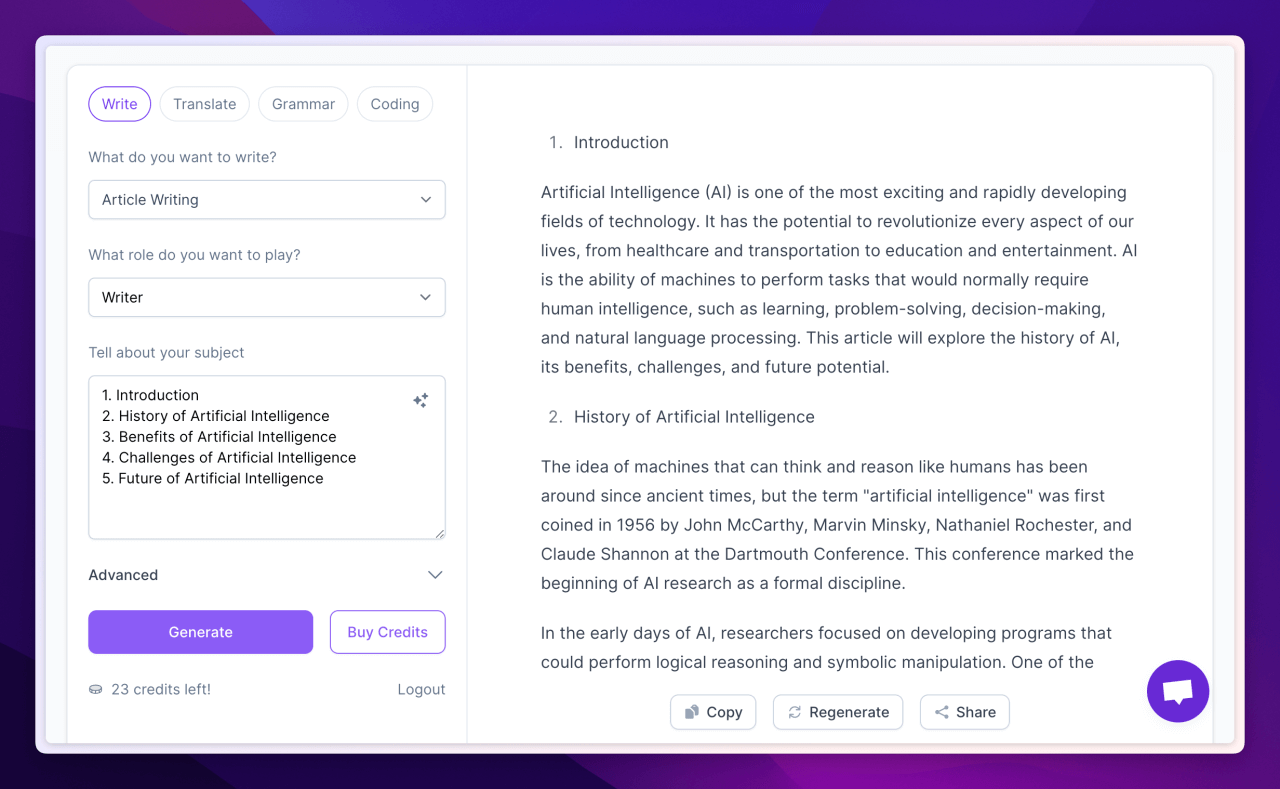 Write Translate Grammar Coding
What do you want to write?
Article Writing
What role do you want to play?
Writer
Tell about your subject
1. Introduction
2. History of Artificial Intelligence
3. Benefits of Artificial Intelligence
4. Challenges of Artificial Intelligence
5. Future of Artificial Intelligence
Advanced
Generate Buy Credits
23 credits left! Logout
1. Introduction
Artificial Intelligence (AI) is one of the most exciting and rapidly developing
fields of technology. It has the potential to revolutionize every aspect of our
lives, from healthcare and transportation to education and entertainment. AI
is the ability of machines to perform tasks that would normally require
human intelligence, such as learning, problem-solving, decision-making,
and natural language processing. This article will explore the history of AI,
its benefits, challenges, and future potential.
2. History of Artificial Intelligence
The idea of machines that can think and reason like humans has been
around since ancient times, but the term "artificial intelligence" was first
coined in 1956 by John McCarthy, Marvin Minsky, Nathaniel Rochester, and
Claude Shannon at the Dartmouth Conference. This conference marked the
beginning of AI research as a formal discipline.
In the early days of AI, researchers focused on developing programs that
could perform logical reasoning and symbolic manipulation. One of the
Copy Regenerate Share